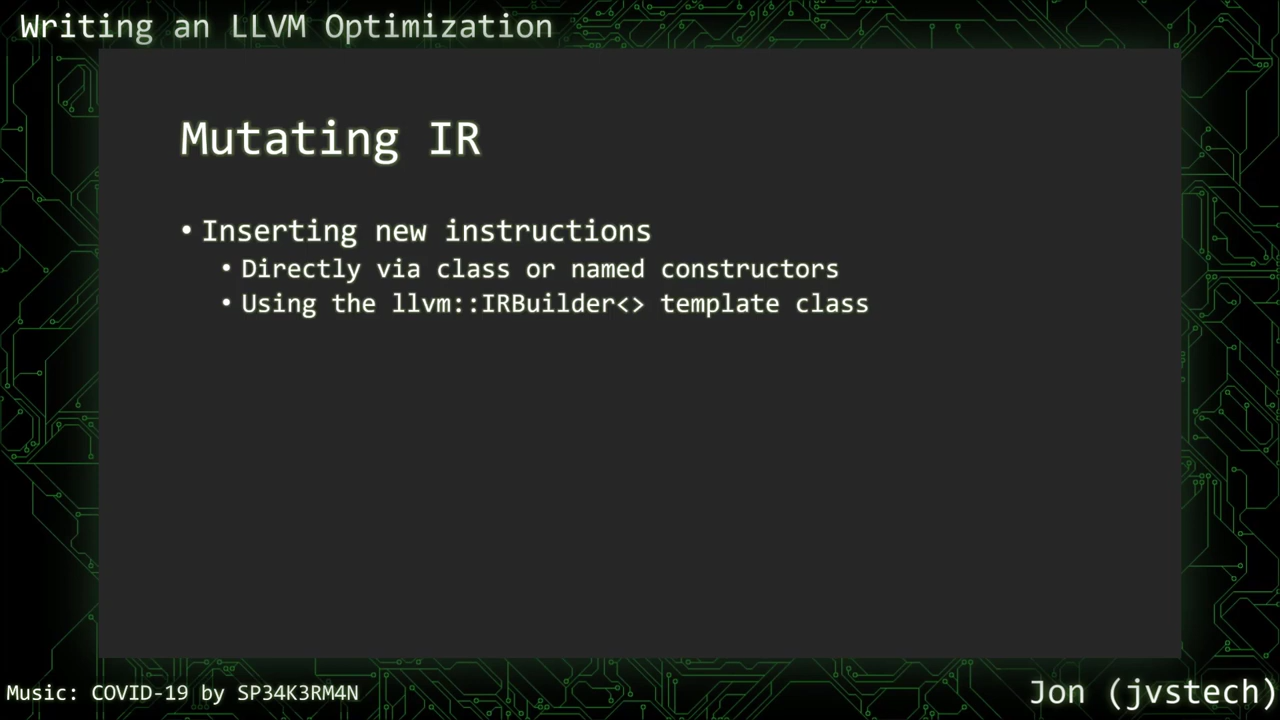 Writing an LLVM Optimization
Mutating IR
• Inserting new instructions
• Directly via class or named constructors
• Using the llvm::IRBuilder<> template class
Music: COVID-19 by SP34K3RM4N
Jon (jvstech)